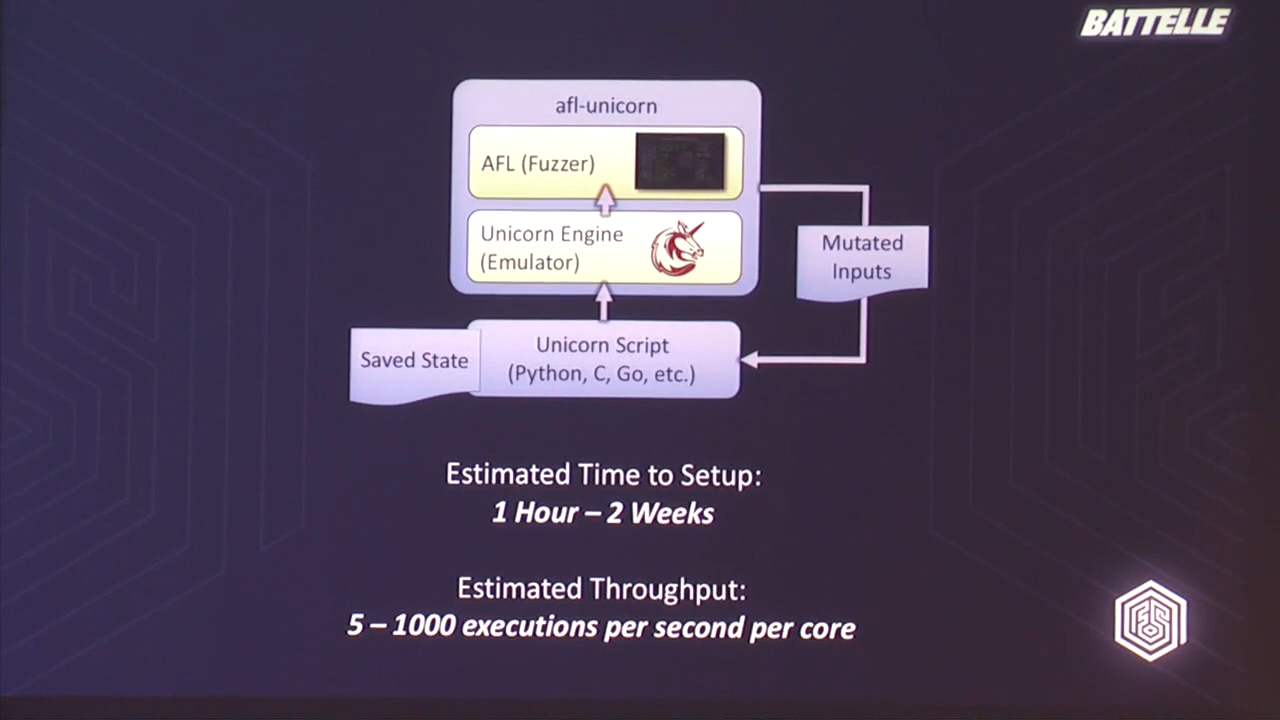 BATTELLE
afl-unicorn
AFL (Fuzzer)
Unicorn Engine
(Emulator)
Mutated
Inputs
Saved State
Unicorn Script
(Python, C, Go, etc.)
Estimated Time to Setup:
1 Hour – 2 Weeks
Estimated Throughput:
5 – 1000 executions per second per core